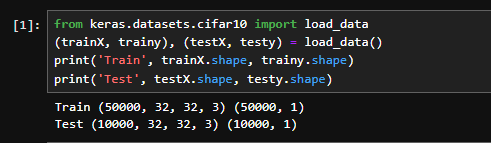 [1]: from keras.datasets.cifar10 import load_data
(trainX, trainy), (testX, testy) = load_data()
print('Train', trainX.shape, trainy.shape)
print('Test', testX.shape, testy.shape)
Train (50000, 32, 32, 3) (50000, 1)
Test (10000, 32, 32, 3) (10000, 1)